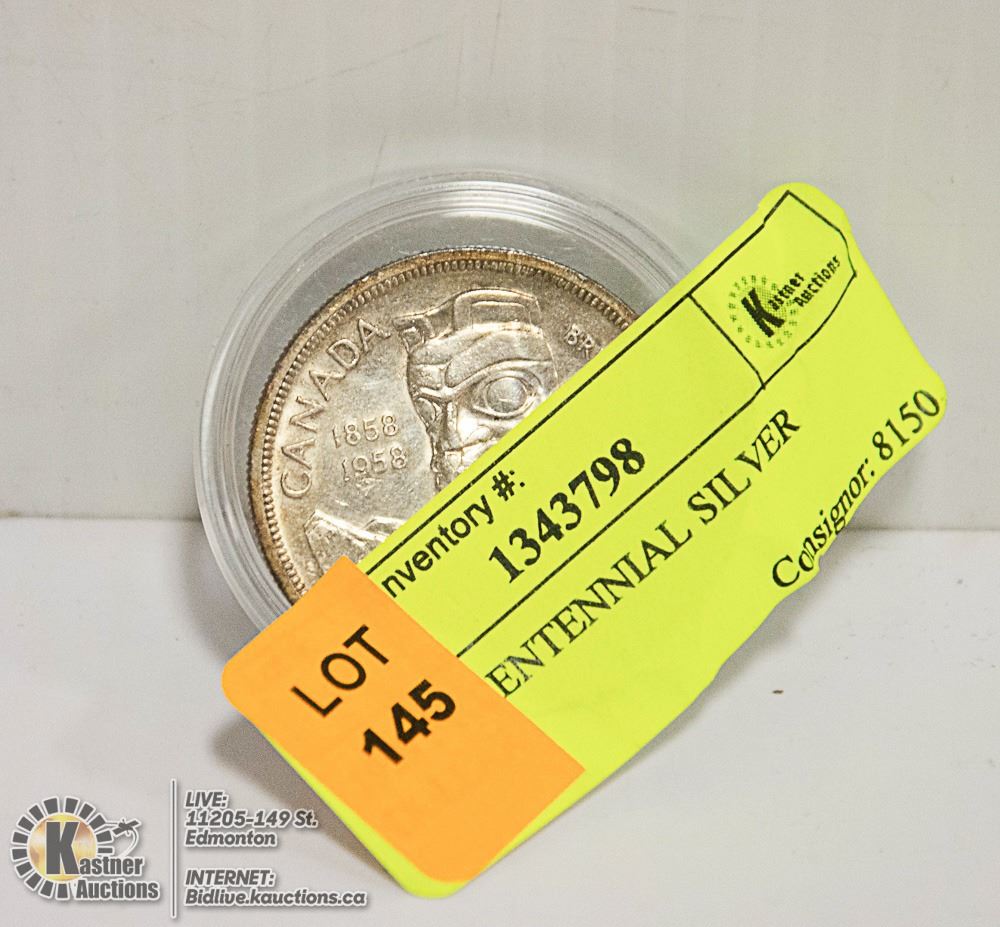 CANADA
1858
1958
BR
Kastner
Auctions
nventory #:
1343798
ENTENNIAL SILVER
Consignor: 8150
LOT
145
Kastner
Auctions
LIVE:
11205-149 St.
Edmonton
INTERNET:
Bidlive.kauctions.ca